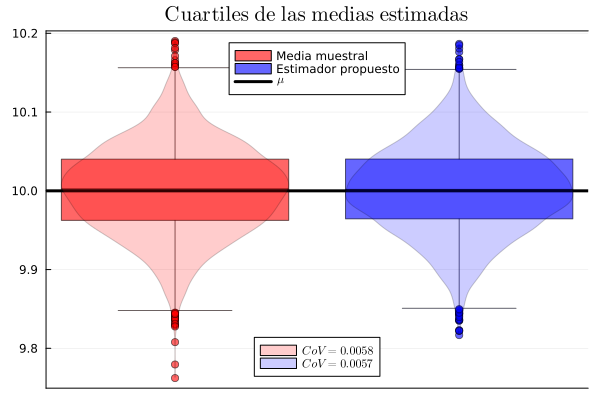 Cuartiles de las medias estimadas
10.2
10.1
10.0
9.9
9.8
Media muestral
Estimador propuesto
μ
CoV = 0.0058
CoV = 0.0057